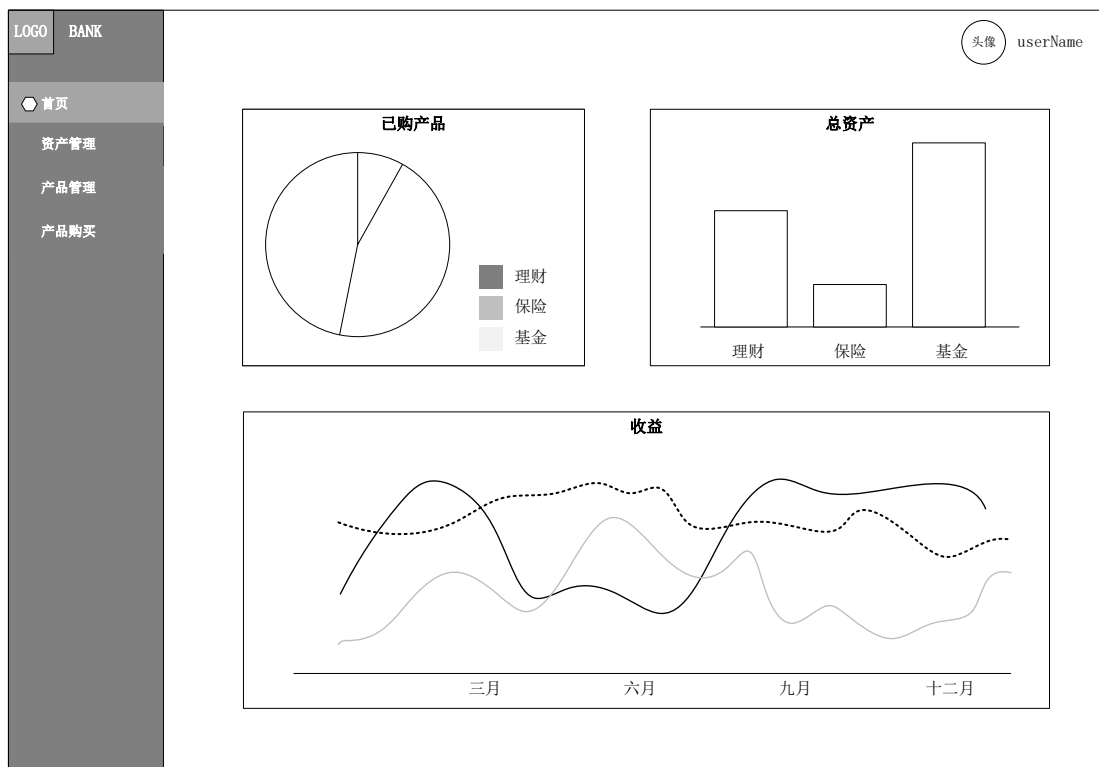 LOGO BANK
头像 userName
首页
资产管理
产品管理
产品购买
已购产品
理财
保险
基金
总资产
理财 保险 基金
收益
三月 六月 九月 十二月